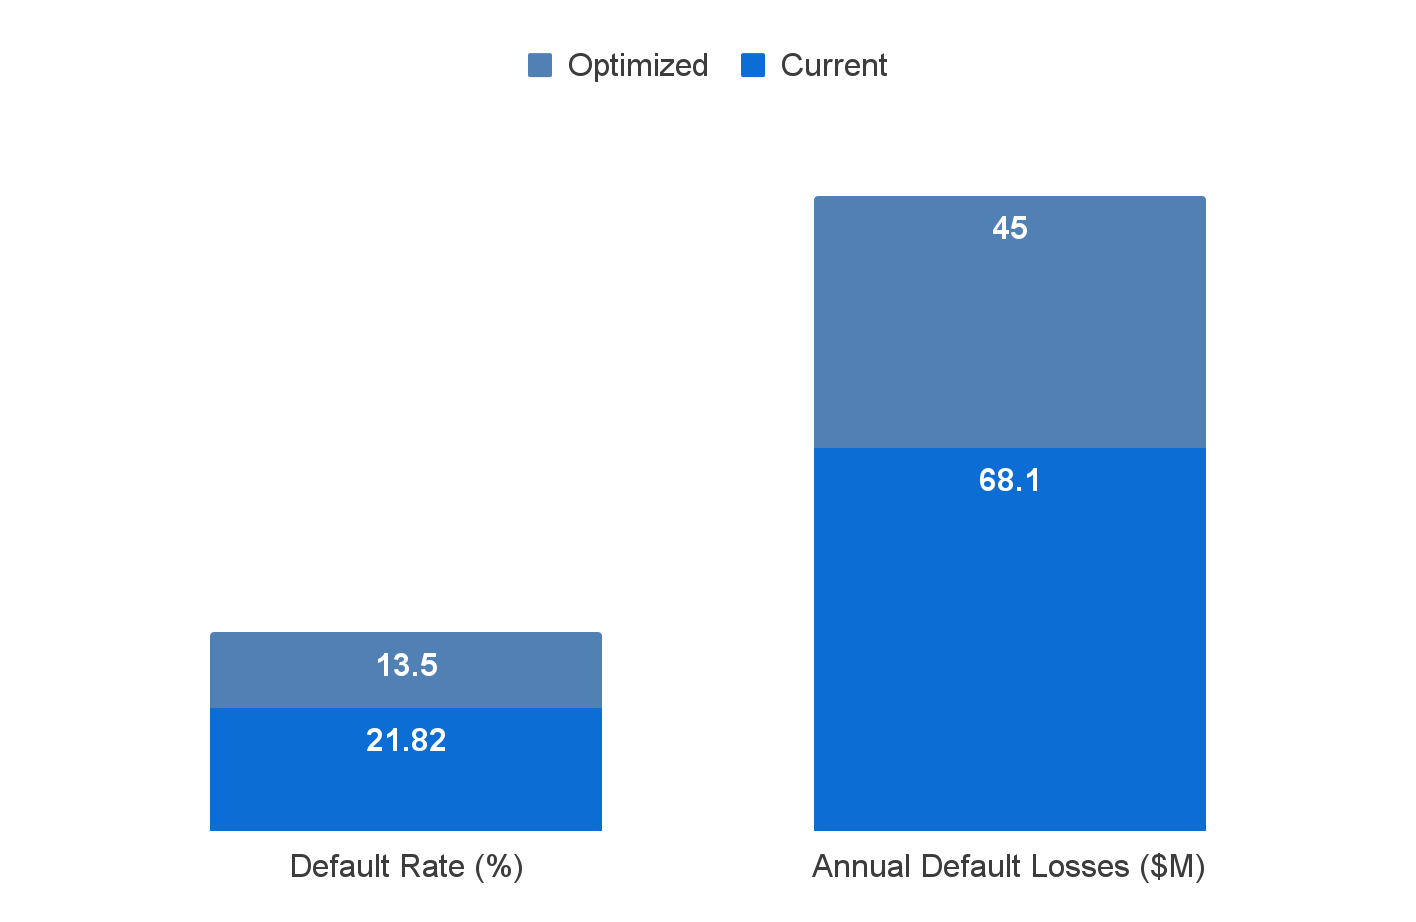 Optimized Current
45
68.1
13.5
21.82
Default Rate (%) Annual Default Losses ($M)